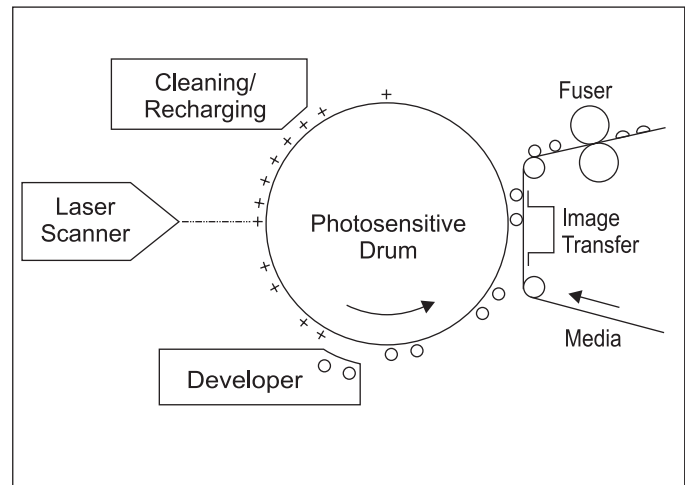 Cleaning/
Recharging
Fuser
Laser
Scanner
Photosensitive
Drum
Image
Transfer
Media
Developer